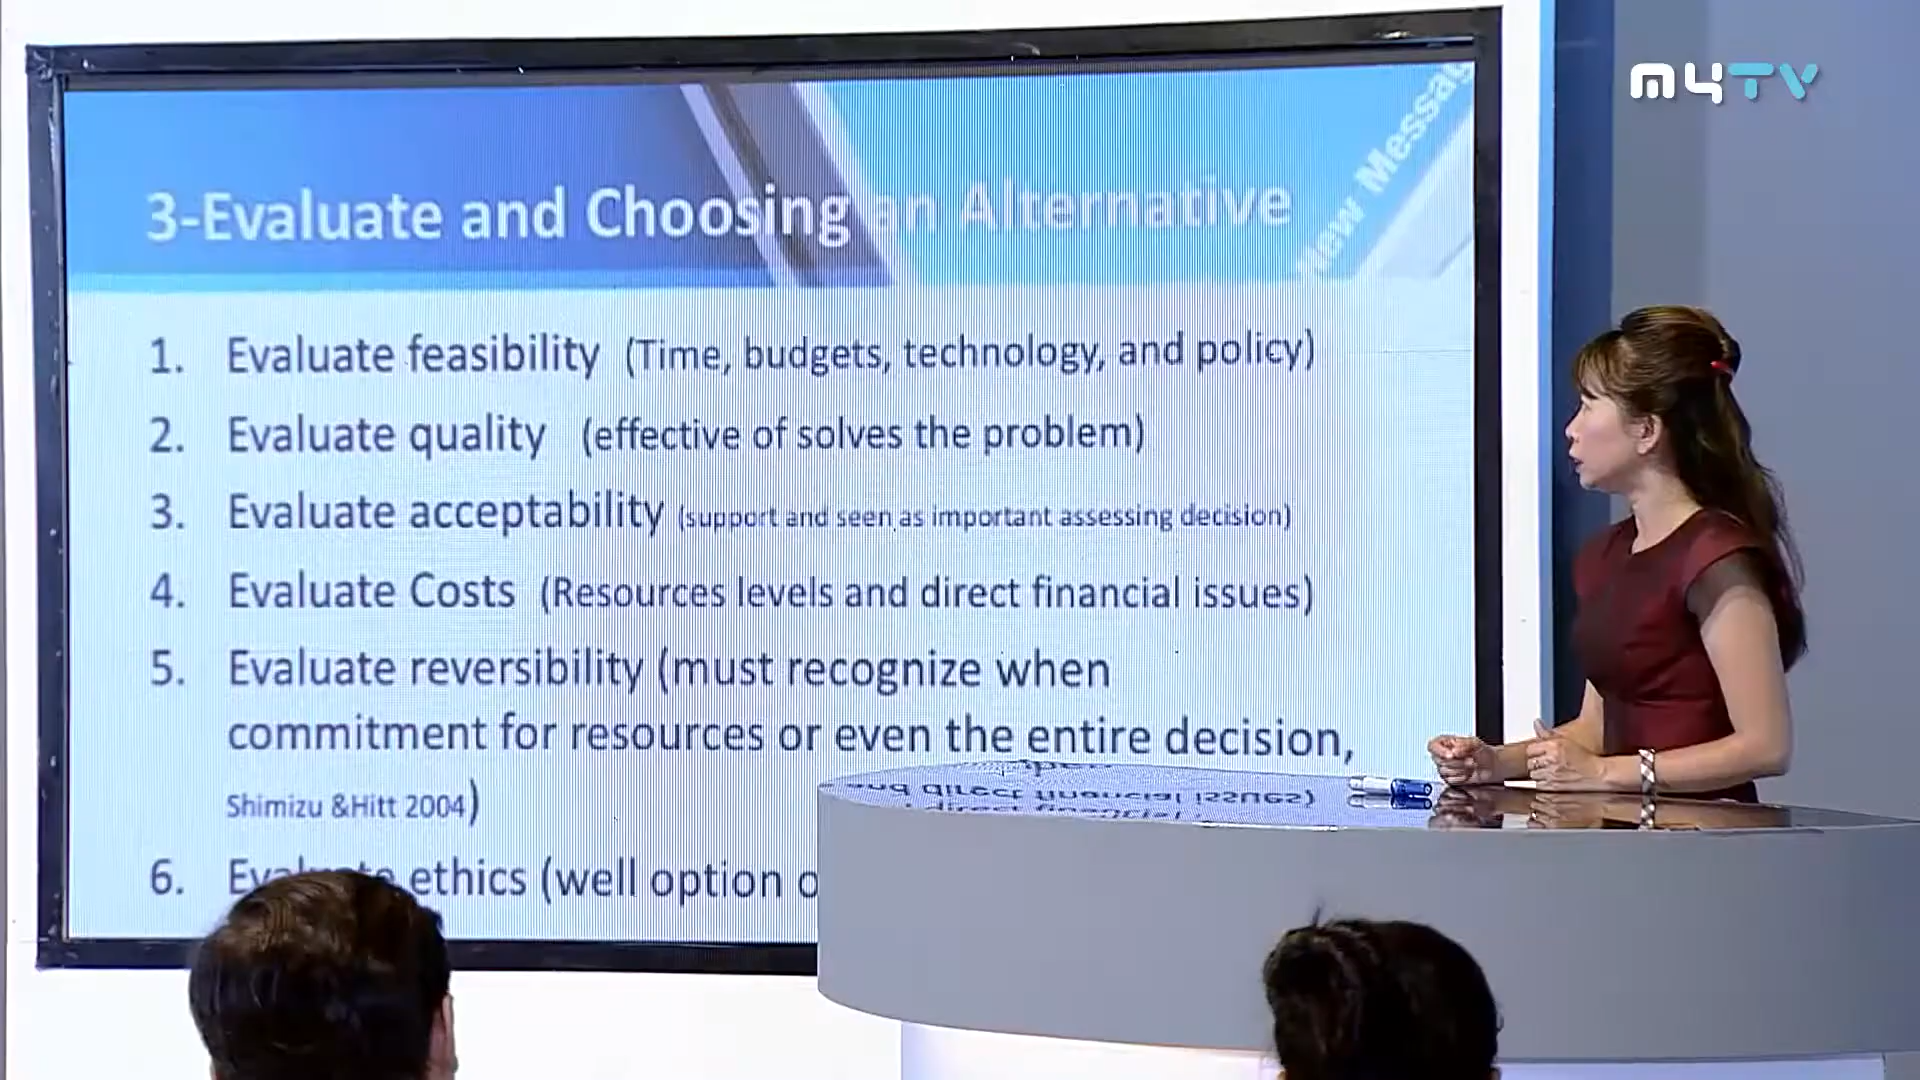 M4TV
New Messag
3-Evaluate and Choosing an Alternative
1. Evaluate feasibility (Time, budgets, technology, and policy)
2. Evaluate quality (effective of solves the problem)
3. Evaluate acceptability (support and seen as important assessing decision)
4. Evaluate Costs (Resources levels and direct financial issues)
5. Evaluate reversibility (must recognize when
commitment for resources or even the entire decision,
Shimizu &Hitt 2004)
6. Evaluate ethics (well option o